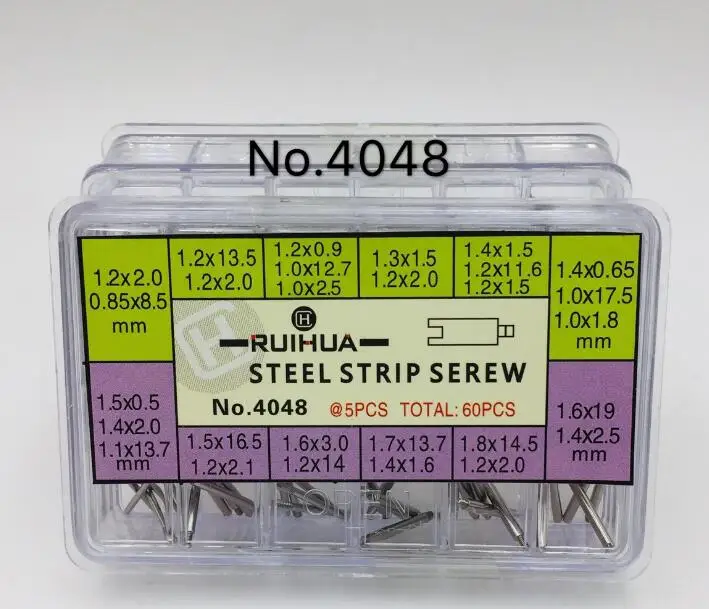 No.4048
1.2x2.0
0.85x8.5
mm
1.2x13.5
1.2x2.0
1.2x0.9
1.0x12.7
1.0x2.5
1.3x1.5
1.2x2.0
1.4x1.5
1.2x11.6
1.2x1.5
1.4x0.65
1.0x17.5
1.0x1.8
mm
H
RUIHUA
STEEL STRIP SEREW
No.4048 @5PCS TOTAL:60PCS
1.5x0.5
1.4x2.0
1.1x13.7
mm
1.5x16.5
1.2x2.1
1.6x3.0
1.2x14
1.7x13.7
1.4x1.6
1.8x14.5
1.2x2.0
1.6x19
1.4x2.5
mm
OPEN